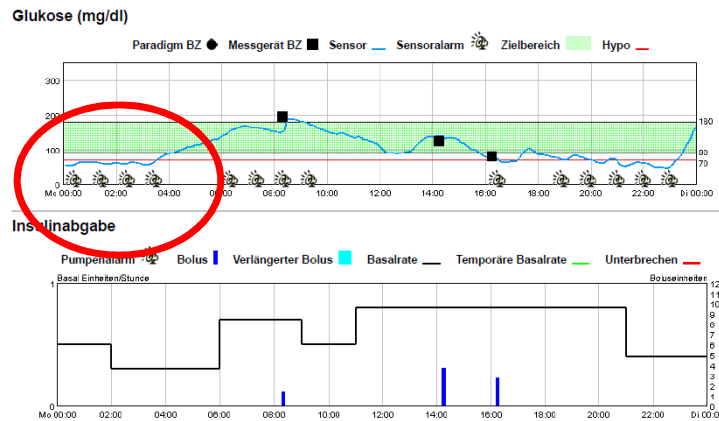 Glukose (mg/dl)
Paradigm BZ Messgerät BZ Sensor Sensoralarm Zielbereich Hypo
300
200
180
100
90
70
0
Mo 00:00 02:00 04:00 06:00 08:00 10:00 12:00 14:00 16:00 18:00 20:00 22:00 Di 00:00
Insulinabgabe
Pumpenalarm Bolus Verlängerter Bolus Basalrate Temporäre Basalrate Unterbrechen
Basal Einheiten/Stunde Boluseinheiten
1 12
11
10
9
8
7
6
5
4
3
2
1
0 0
Mo 00:00 02:00 04:00 06:00 08:00 10:00 12:00 14:00 16:00 18:00 20:00 22:00 Di 00:0